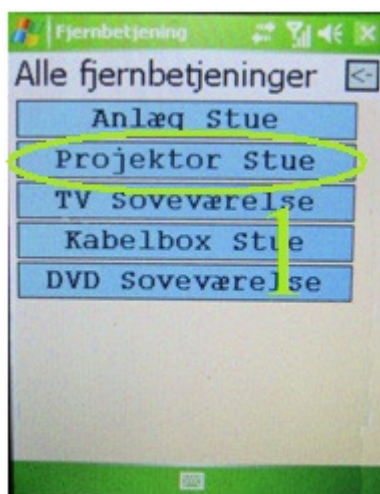 Fjernbetjening
Alle fjernbetjeninger
<-
Anlæg Stue
Projektor Stue
TV Soveværelse
Kabelbox Stue
DVD Soveværelse
1